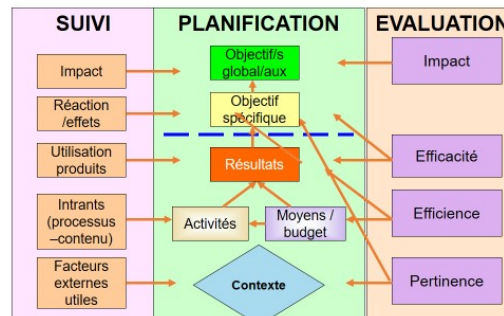 SUIVI
PLANIFICATION
EVALUATION
Impact
Objectif/s
global/aux
Impact
Réaction
/effets
Objectif
spécifique
Utilisation
produits
Résultats
Efficacité
Intrants
(processus
–contenu)
Activités
Moyens /
budget
Efficience
Facteurs
externes
utiles
Contexte
Pertinence